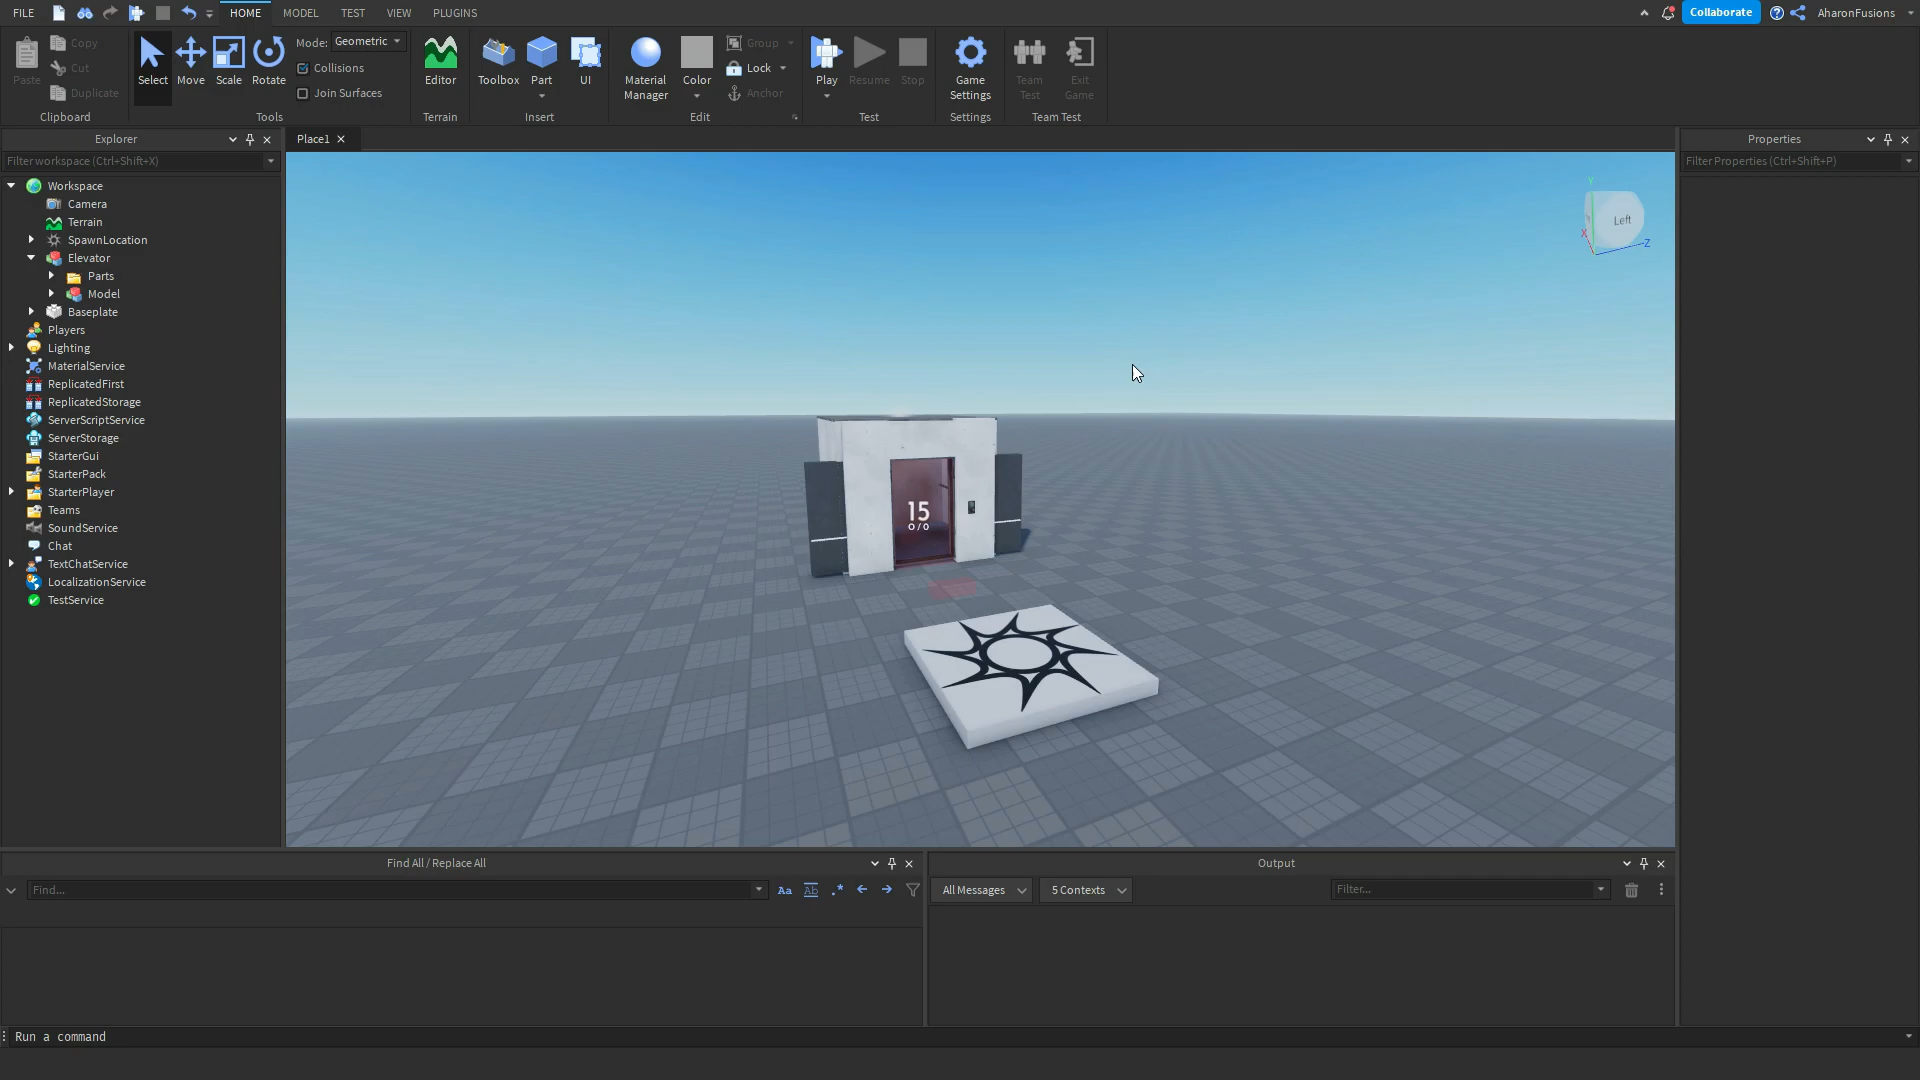 FILE
HOME
MODEL
TEST
VIEW
PLUGINS
Collaborate
AharonFusions
Paste
Copy
Cut
Duplicate
Clipboard
Select
Move
Scale
Rotate
Mode:
Geometric
Collisions
Join Surfaces
Tools
Editor
Terrain
Toolbox
Part
UI
Insert
Material
Manager
Color
Group
Lock
Anchor
Edit
Play
Resume
Stop
Test
Game
Settings
Settings
Team
Test
Exit
Game
Team Test
Explorer
Filter workspace (Ctrl+Shift+X)
Workspace
Camera
Terrain
SpawnLocation
Elevator
Parts
Model
Baseplate
Players
Lighting
MaterialService
ReplicatedFirst
ReplicatedStorage
ServerScriptService
ServerStorage
StarterGui
StarterPack
StarterPlayer
Teams
SoundService
Chat
TextChatService
LocalizationService
TestService
Place1
Y
Left
X
Z
15
0/0
Properties
Filter Properties (Ctrl+Shift+P)
Find All / Replace All
Find...
Aa
Ab
.*
Output
All Messages
5 Contexts
Filter...
Run a command